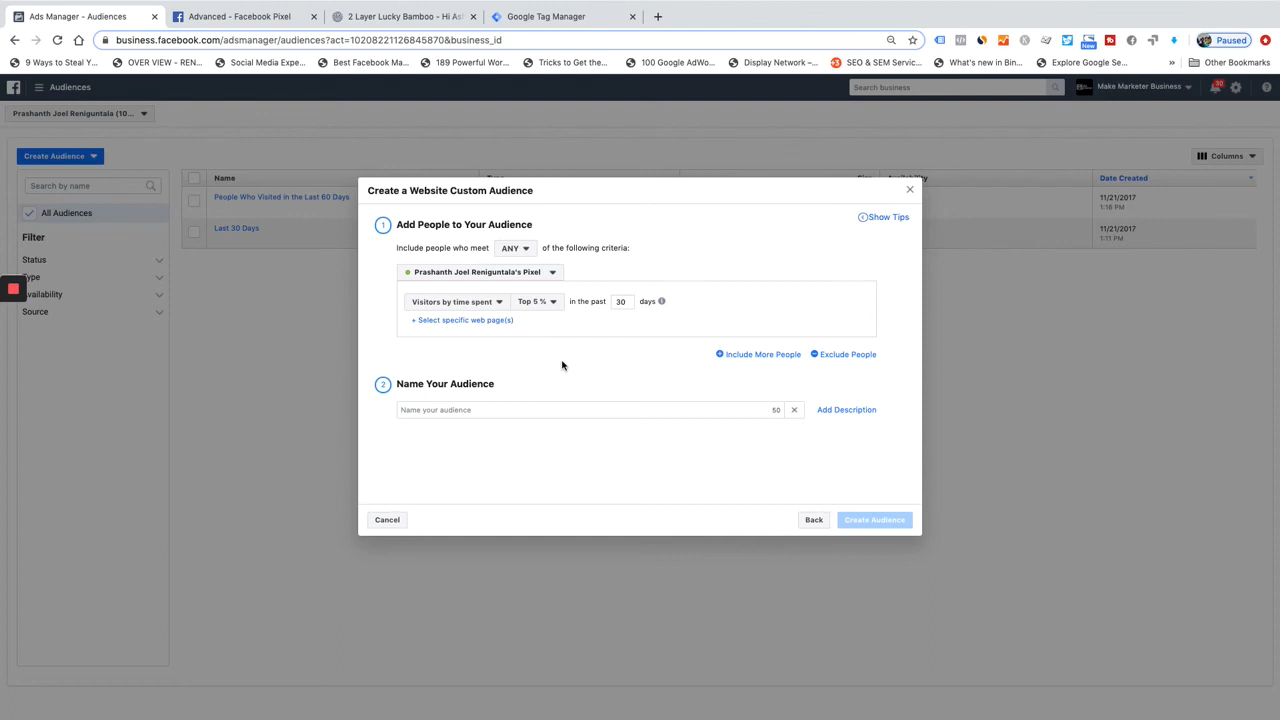 Ads Manager - Audiences
Advanced - Facebook Pixel
2 Layer Lucky Bamboo - Hi Ast
Google Tag Manager
business.facebook.com/adsmanager/audiences?act=10208221126845870&business_id
Paused
9 Ways to Steal Y...
OVER VIEW - REN...
Social Media Expe...
Best Facebook Ma...
189 Powerful Wor...
Tricks to Get the...
100 Google AdWo...
Display Network –...
SEO & SEM Servic...
What's new in Bin...
Explore Google Se...
Other Bookmarks
New
+3
Audiences
Search business
Make Marketer Business
30
Prashanth Joel Reniguntala (10...
Create Audience
Columns
Search by name
Name
Date Created
All Audiences
People Who Visited in the Last 60 Days
11/21/2017
1:16 PM
Last 30 Days
11/21/2017
1:11 PM
Filter
Status
Type
Availability
Source
Create a Website Custom Audience
1
Add People to Your Audience
Show Tips
Include people who meet ANY of the following criteria:
Prashanth Joel Reniguntala's Pixel
Visitors by time spent Top 5 % in the past 30 days
+ Select specific web page(s)
Include More People
Exclude People
2
Name Your Audience
Name your audience
50
Add Description
Cancel
Back
Create Audience